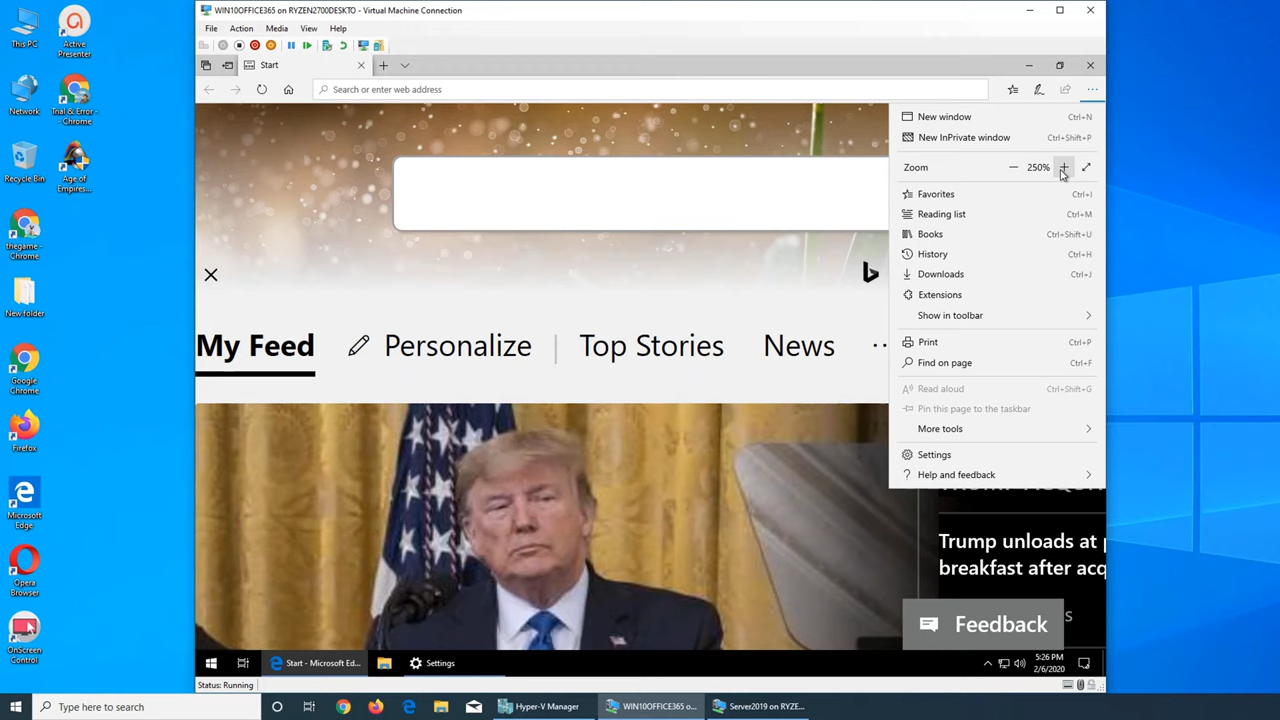 WIN10OFFICE365 on RYZEN2700DESKTO - Virtual Machine Connection
File Action Media View Help
Start
Search or enter web address
New window Ctrl+N
New InPrivate window Ctrl+Shift+P
Zoom 250%
Favorites Ctrl+I
Reading list Ctrl+M
Books Ctrl+Shift+U
History Ctrl+H
Downloads Ctrl+J
Extensions
Show in toolbar
Print Ctrl+P
Find on page Ctrl+F
Read aloud Ctrl+Shift+G
Pin this page to the taskbar
More tools
Settings
Help and feedback
My Feed Personalize Top Stories News
Trump unloads at
breakfast after acq
Feedback
Start - Microsoft Ed...
Settings
5:26 PM
2/6/2020
Status: Running
This PC
Active
Presenter
Network
Trial & Error -
- Chrome
Recycle Bin
Age of
Empires...
thegame -
Chrome
New folder
Google
Chrome
Firefox
Microsoft
Edge
Opera
Browser
OnScreen
Control
Type here to search
Hyper-V Manager
WIN10OFFICE365 o...
Server2019 on RYZE...